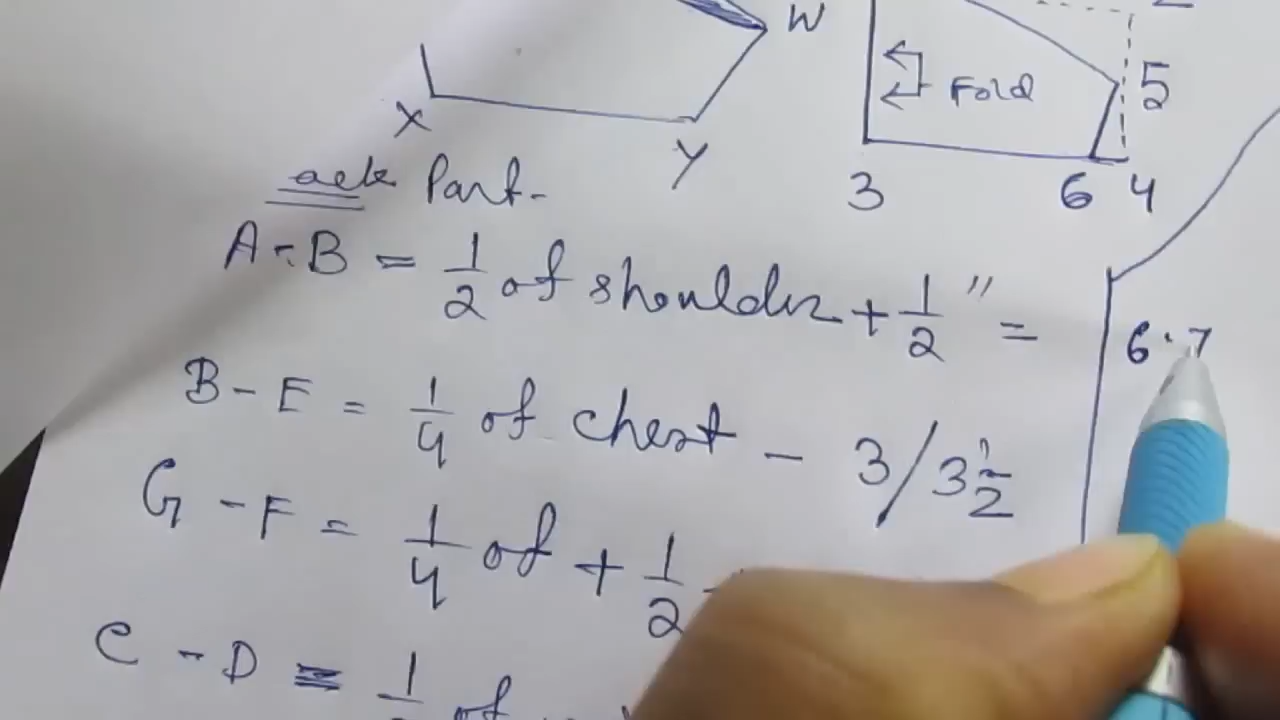 W
Fold
5
X
Y
3 6 4
Part-
A-B = 1/2 of shoulder + 1/2" =
6.7
B - E = 1/4 of chest - 3/3 1/2
G - F = 1/4 of + 1/2
C - D = 1 of